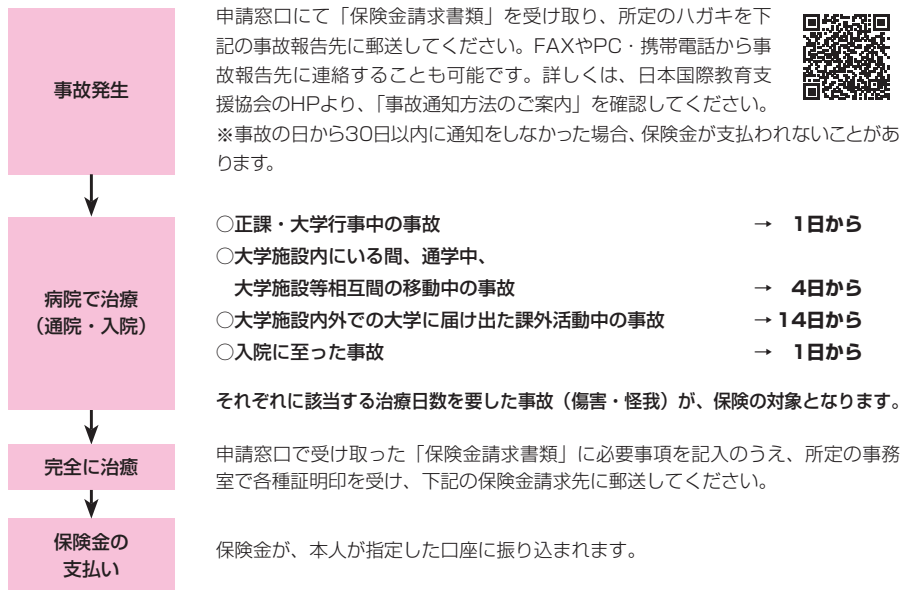 事故発生
申請窓口にて「保険金請求書類」を受け取り、所定のハガキを下
記の事故報告先に郵送してください。FAXやPC・携帯電話から事
故報告先に連絡することも可能です。詳しくは、日本国際教育支
援協会のHPより、「事故通知方法のご案内」を確認してください。
※事故の日から30日以内に通知をしなかった場合、保険金が支払われないことがあ
ります。
病院で治療
(通院・入院)
○正課・大学行事中の事故 → 1日から
○大学施設内にいる間、通学中、
大学施設等相互間の移動中の事故 → 4日から
○大学施設内外での大学に届け出た課外活動中の事故 → 14日から
○入院に至った事故 → 1日から
それぞれに該当する治療日数を要した事故(傷害・怪我)が、保険の対象となります。
完全に治癒
申請窓口で受け取った「保険金請求書類」に必要事項を記入のうえ、所定の事務
室で各種証明印を受け、下記の保険金請求先に郵送してください。
保険金の
支払い
保険金が、本人が指定した口座に振り込まれます。